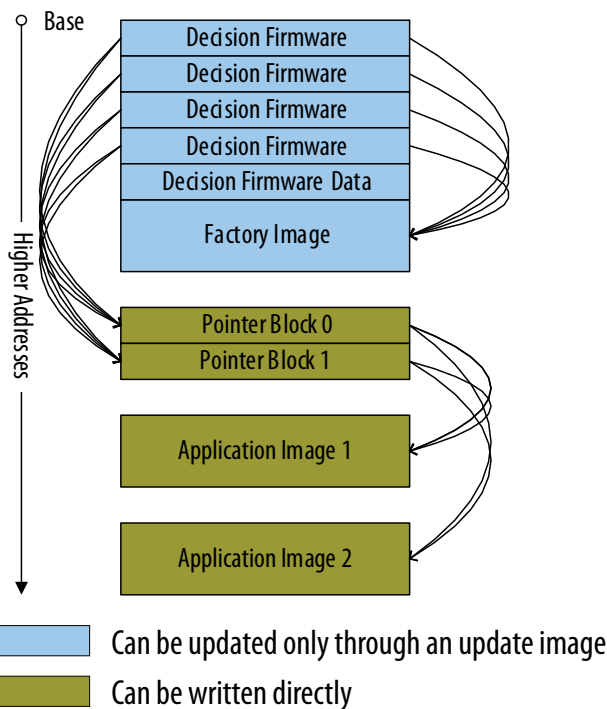 Base
Decision Firmware
Decision Firmware
Decision Firmware
Decision Firmware
Decision Firmware Data
Factory Image
Higher Addresses
Pointer Block 0
Pointer Block 1
Application Image 1
Application Image 2
Can be updated only through an update image
Can be written directly